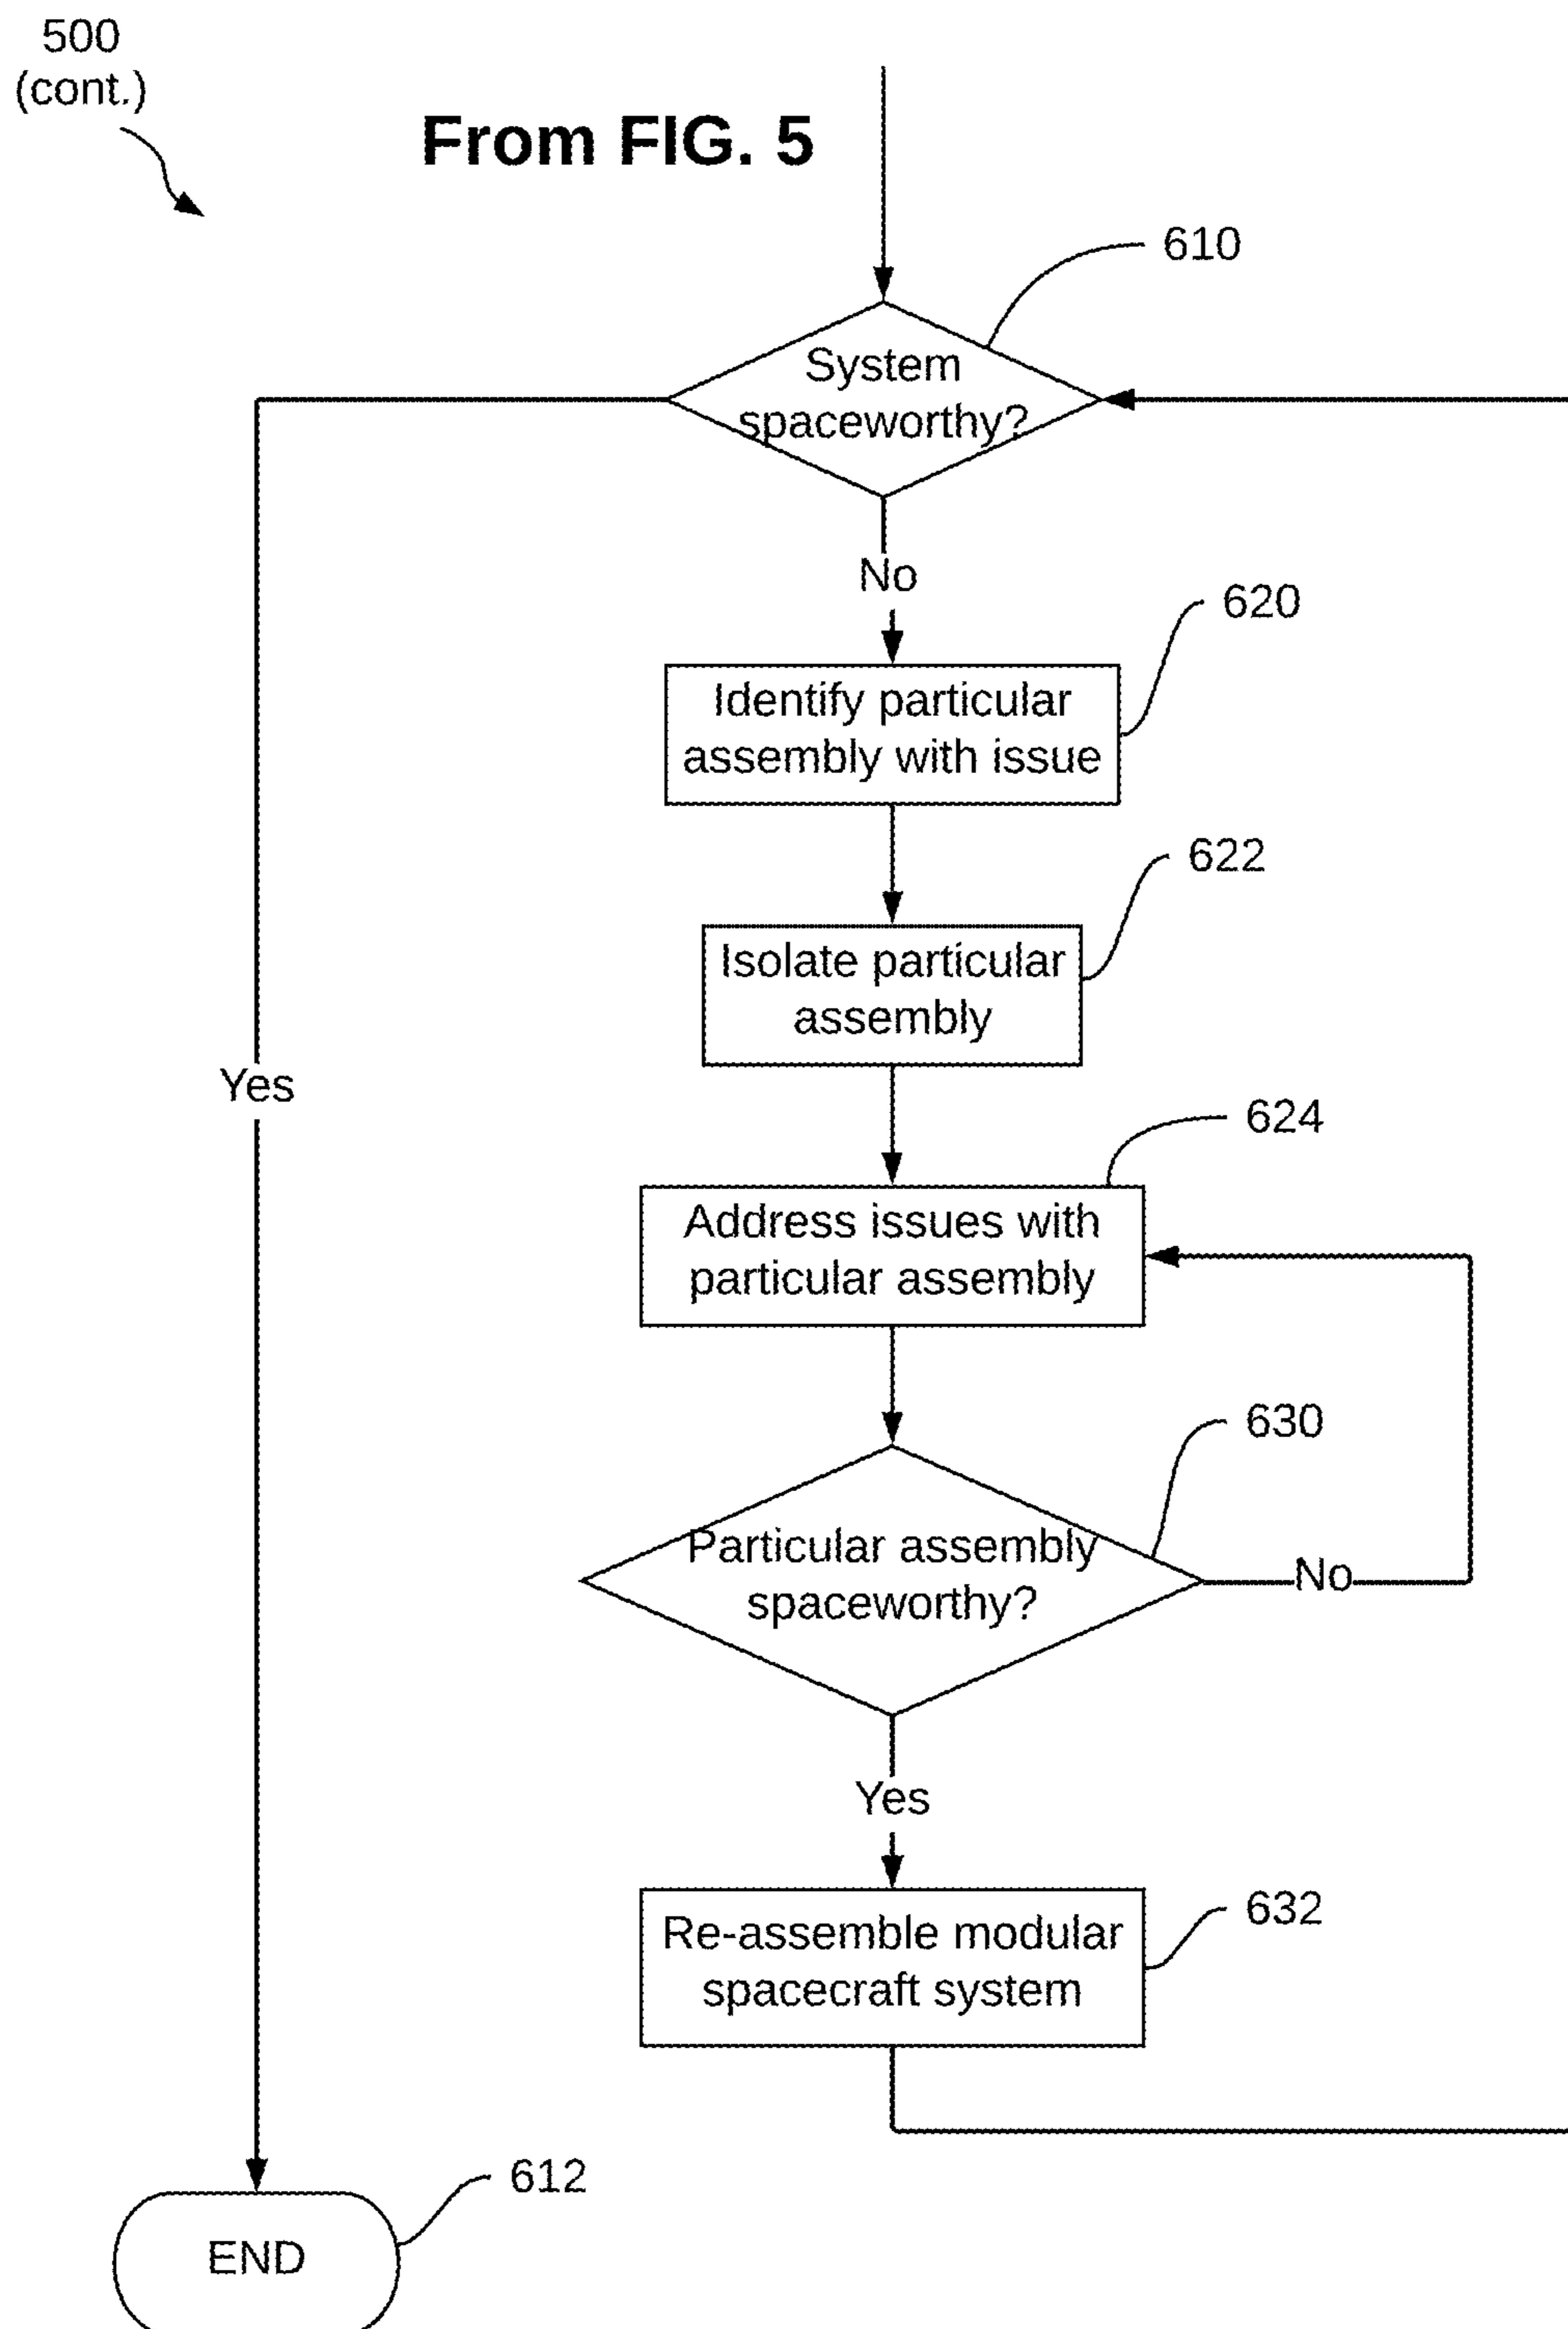 500
(cont.)
From FIG. 5
610
System
spaceworthy?
No
620
Identify particular
assembly with issue
622
Isolate particular
assembly
Yes
624
Address issues with
particular assembly
630
Particular assembly
spaceworthy?
No
Yes
632
Re-assemble modular
spacecraft system
612
END